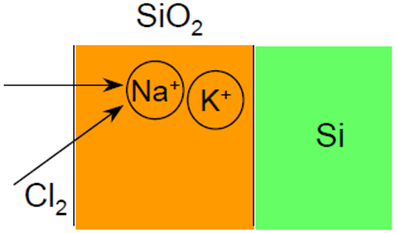 SiO₂
Na⁺
K⁺
Si
Cl₂